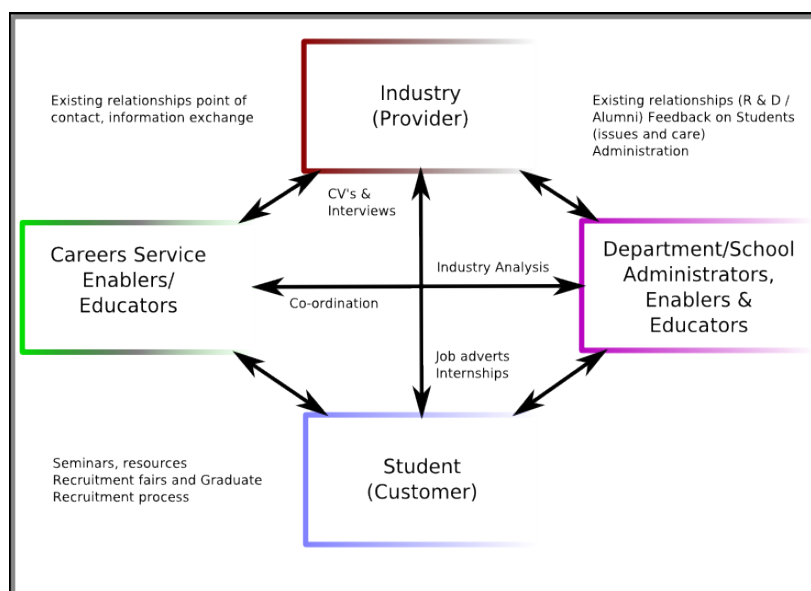 Industry
(Provider)
Existing relationships point of
contact, information exchange
Existing relationships (R & D /
Alumni) Feedback on Students
(issues and care)
Administration
CV's &
Interviews
Careers Service
Enablers/
Educators
Department/School
Administrators,
Enablers &
Educators
Industry Analysis
Co-ordination
Job adverts
Internships
Seminars, resources
Recruitment fairs and Graduate
Recruitment process
Student
(Customer)